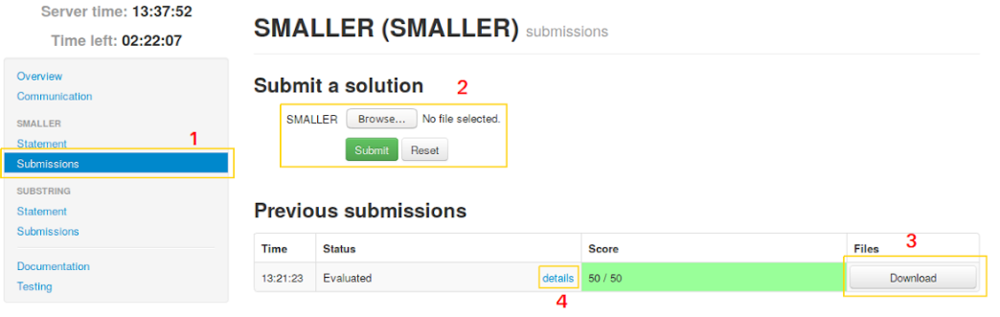 Server time: 13:37:52
Time left: 02:22:07
Overview
Communication
SMALLER
Statement
1
Submissions
SUBSTRING
Statement
Submissions
Documentation
Testing
SMALLER (SMALLER) submissions
Submit a solution
2
SMALLER Browse... No file selected.
Submit Reset
Previous submissions
3
Time Status Score Files
13:21:23 Evaluated details 50 / 50 Download
4